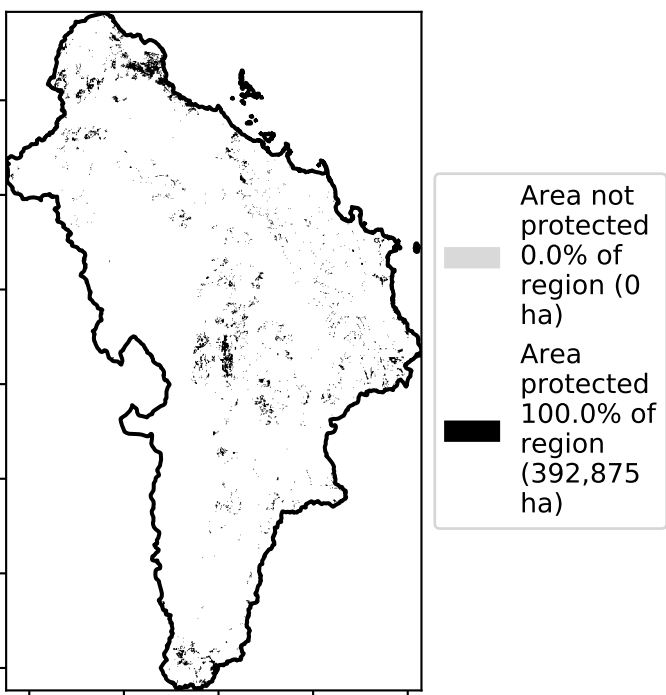 Area not
protected
0.0% of
region (0
ha)
Area
protected
100.0% of
region
(392,875
ha)